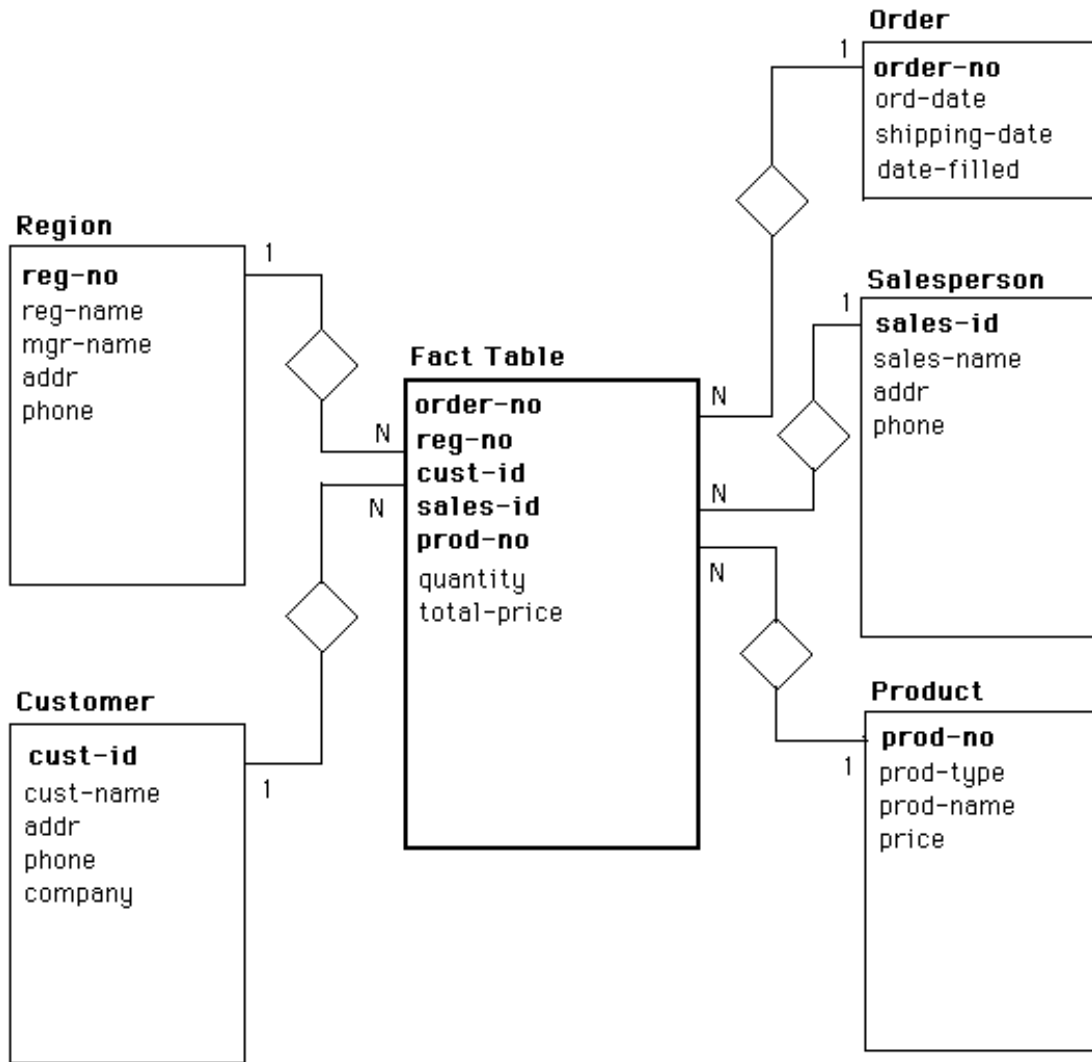 Order
1
order-no
ord-date
shipping-date
date-filled
Region
1
reg-no
reg-name
mgr-name
addr
phone
N
Salesperson
1
sales-id
sales-name
addr
phone
N
Fact Table
order-no
reg-no
cust-id
sales-id
prod-no
quantity
total-price
N
N
N
Customer
cust-id
cust-name
addr
phone
company
1
Product
prod-no
prod-type
prod-name
price
1